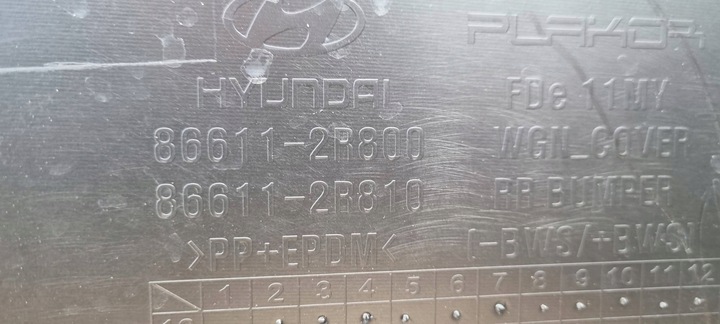 PLAKOR
HYUNDAI FDe 11MY
86611-2R800 WGN_COVER
86611-2R810 RR BUMPER
>PP+EPDM< (-BWS/+BWS)
1 2 3 4 5 6 7 8 9 10 11 12